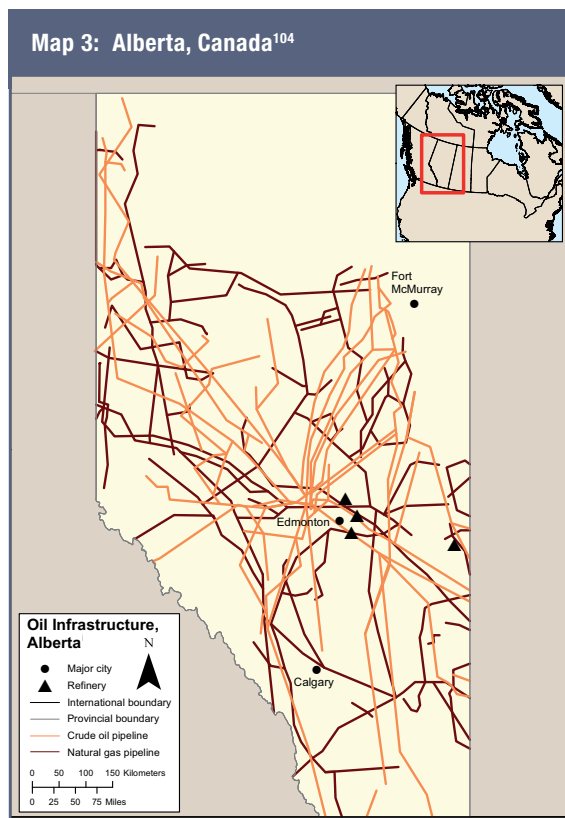 Map 3: Alberta, Canada104
Fort
McMurray
Edmonton
Calgary
Oil Infrastructure,
Alberta
N
Major city
Refinery
International boundary
Provincial boundary
Crude oil pipeline
Natural gas pipeline
0 50 100 150 Kilometers
0 25 50 75 Miles